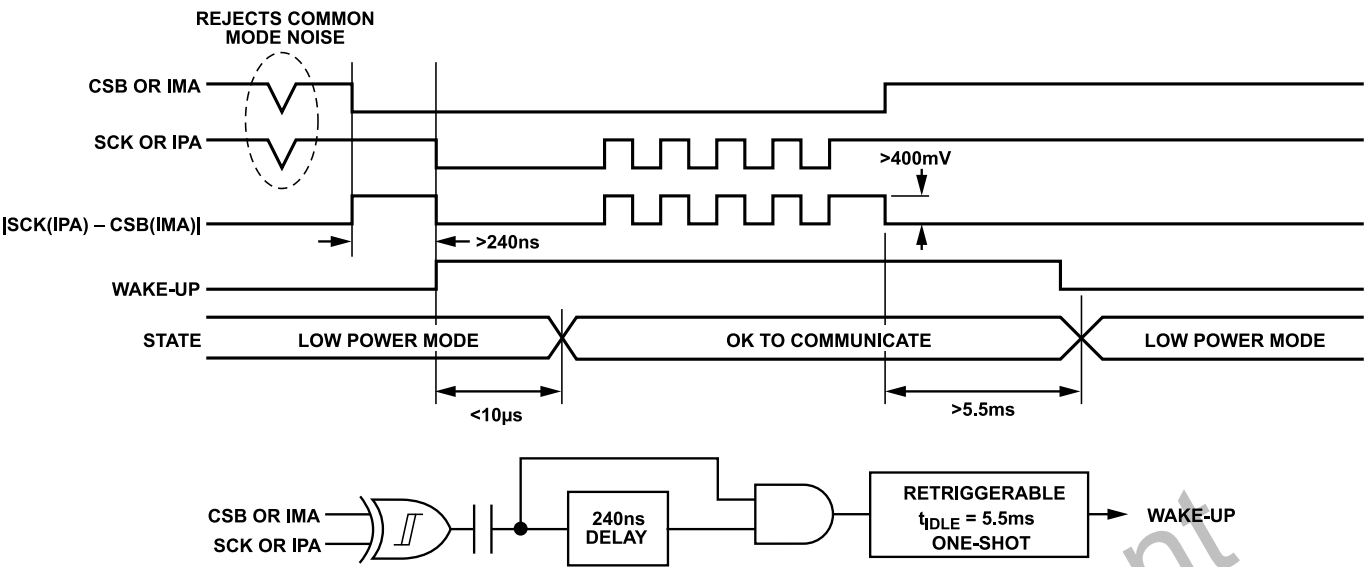 REJECTS COMMON
MODE NOISE
CSB OR IMA
SCK OR IPA
>400mV
|SCK(IPA) – CSB(IMA)|
>240ns
WAKE-UP
STATE
LOW POWER MODE
OK TO COMMUNICATE
LOW POWER MODE
<10µs
>5.5ms
CSB OR IMA
SCK OR IPA
240ns
DELAY
RETRIGGERABLE
tIDLE = 5.5ms
ONE-SHOT
WAKE-UP
nt